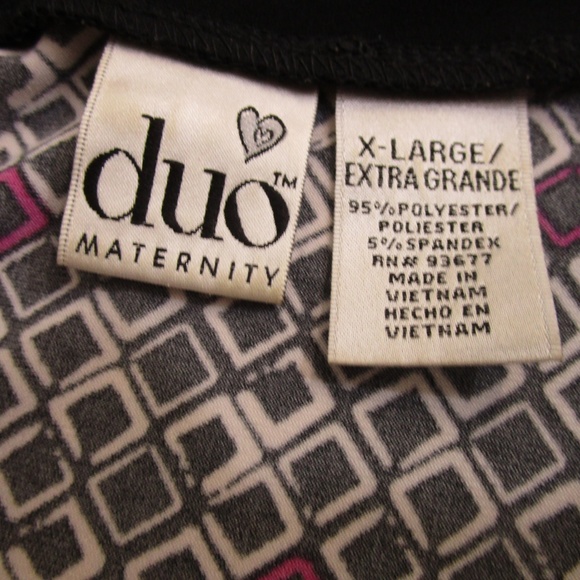 duo™
MATERNITY
X-LARGE/
EXTRA GRANDE
95% POLYESTER/
POLIESTER
5% SPANDEX
RN# 93677
MADE IN
VIETNAM
HECHO EN
VIETNAM